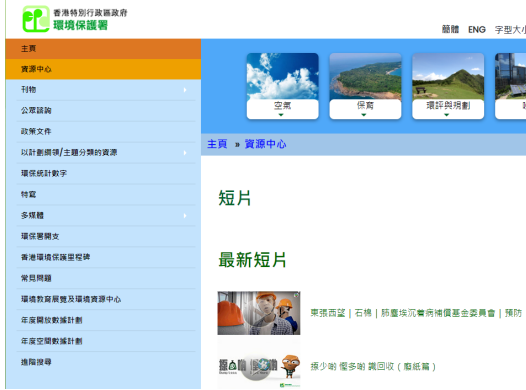 香港特別行政區政府
環境保護署
簡體 ENG 字型大小
主頁
資源中心
刊物
公眾諮詢
政策文件
以計劃綱領/主題分類的資源
環保統計數字
特寫
多媒體
環保署開支
香港環境保護里程碑
常見問題
環境教育展覽及環境資源中心
年度開放數據計劃
年度空間數據計劃
進階搜尋
空氣
保育
環評與規劃
主頁 » 資源中心
短片
最新短片
東張西望 | 石棉 | 肺塵埃沉着病補償基金委員會 | 預防
揼少啲 慳多啲 識回收 ( 廢紙篇 )